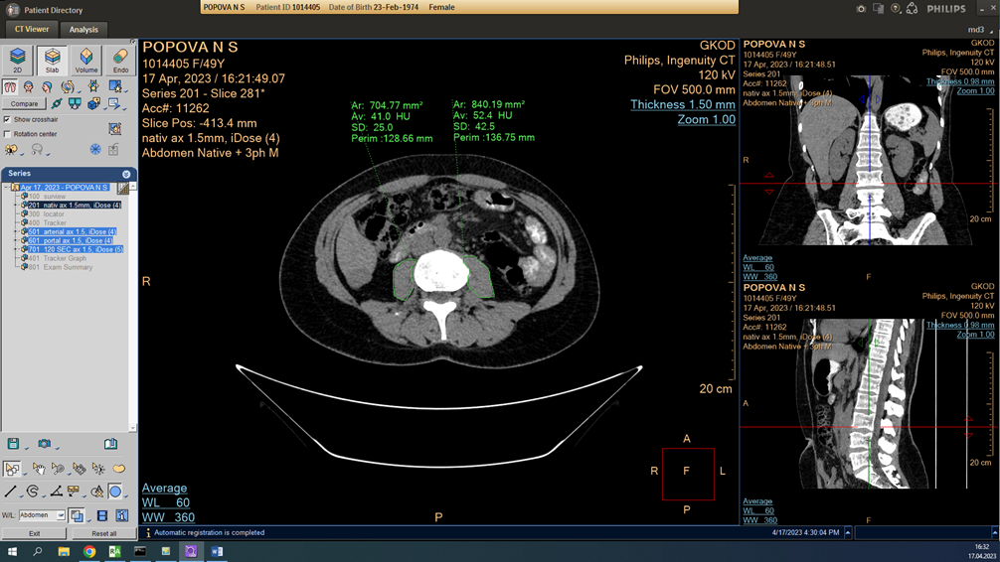 POPOVA N S Patient ID 1014405 Date of Birth 23-Feb-1974 Female
Patient Directory
PHILIPS
md3
CT Viewer
Analysis
2D
Slab
Volume
Endo
Compare
Show crosshair
Rotation center
Series
Apr 17, 2023 - POPOVA N S
100 surview
201 nativ ax 1.5mm, iDose (4)
300 locator
400 Tracker
501 arterial ax 1.5, iDose (4)
601 portal ax 1.5, iDose (4)
701 120 SEC ax 1.5, iDose (5)
401 Tracker Graph
801 Exam Summary
W/L: Abdomen
Exit
Reset all
POPOVA N S
1014405 F/49Y
17 Apr, 2023 / 16:21:49.07
Series 201 - Slice 281*
Acc#: 11262
Slice Pos: -413.4 mm
nativ ax 1.5mm, iDose (4)
Abdomen Native + 3ph M
Ar: 704.77 mm²
Av: 41.0 HU
SD: 25.0
Perim :128.66 mm
Ar: 840.19 mm²
Av: 52.4 HU
SD: 42.5
Perim :136.75 mm
GKOD
Philips, Ingenuity CT
120 kV
FOV 500.0 mm
Thickness 1.50 mm
Zoom 1.00
R
20 cm
A
R F L
P
Average
WL 60
WW 360
P
POPOVA N S
1014405 F/49Y
17 Apr, 2023 / 16:21:48.51
Series 201
Acc#: 11262
nativ ax 1.5mm, iDose (4)
Abdomen Native + 3ph M
GKOD
Philips, Ingenuity CT
120 kV
FOV 500.0 mm
Thickness 0.98 mm
Zoom 1.00
R
20 cm
Average
WL 60
WW 360
F
POPOVA N S
1014405 F/49Y
17 Apr, 2023 / 16:21:48.51
Series 201
Acc#: 11262
nativ ax 1.5mm, iDose (4)
Abdomen Native + 3ph M
GKOD
Philips, Ingenuity CT
120 kV
FOV 500.0 mm
Thickness 0.98 mm
Zoom 1.00
A
20 cm
Average
WL 60
WW 360
F
Automatic registration is completed
4/17/2023 4:30:04 PM
16:32
17.04.2023